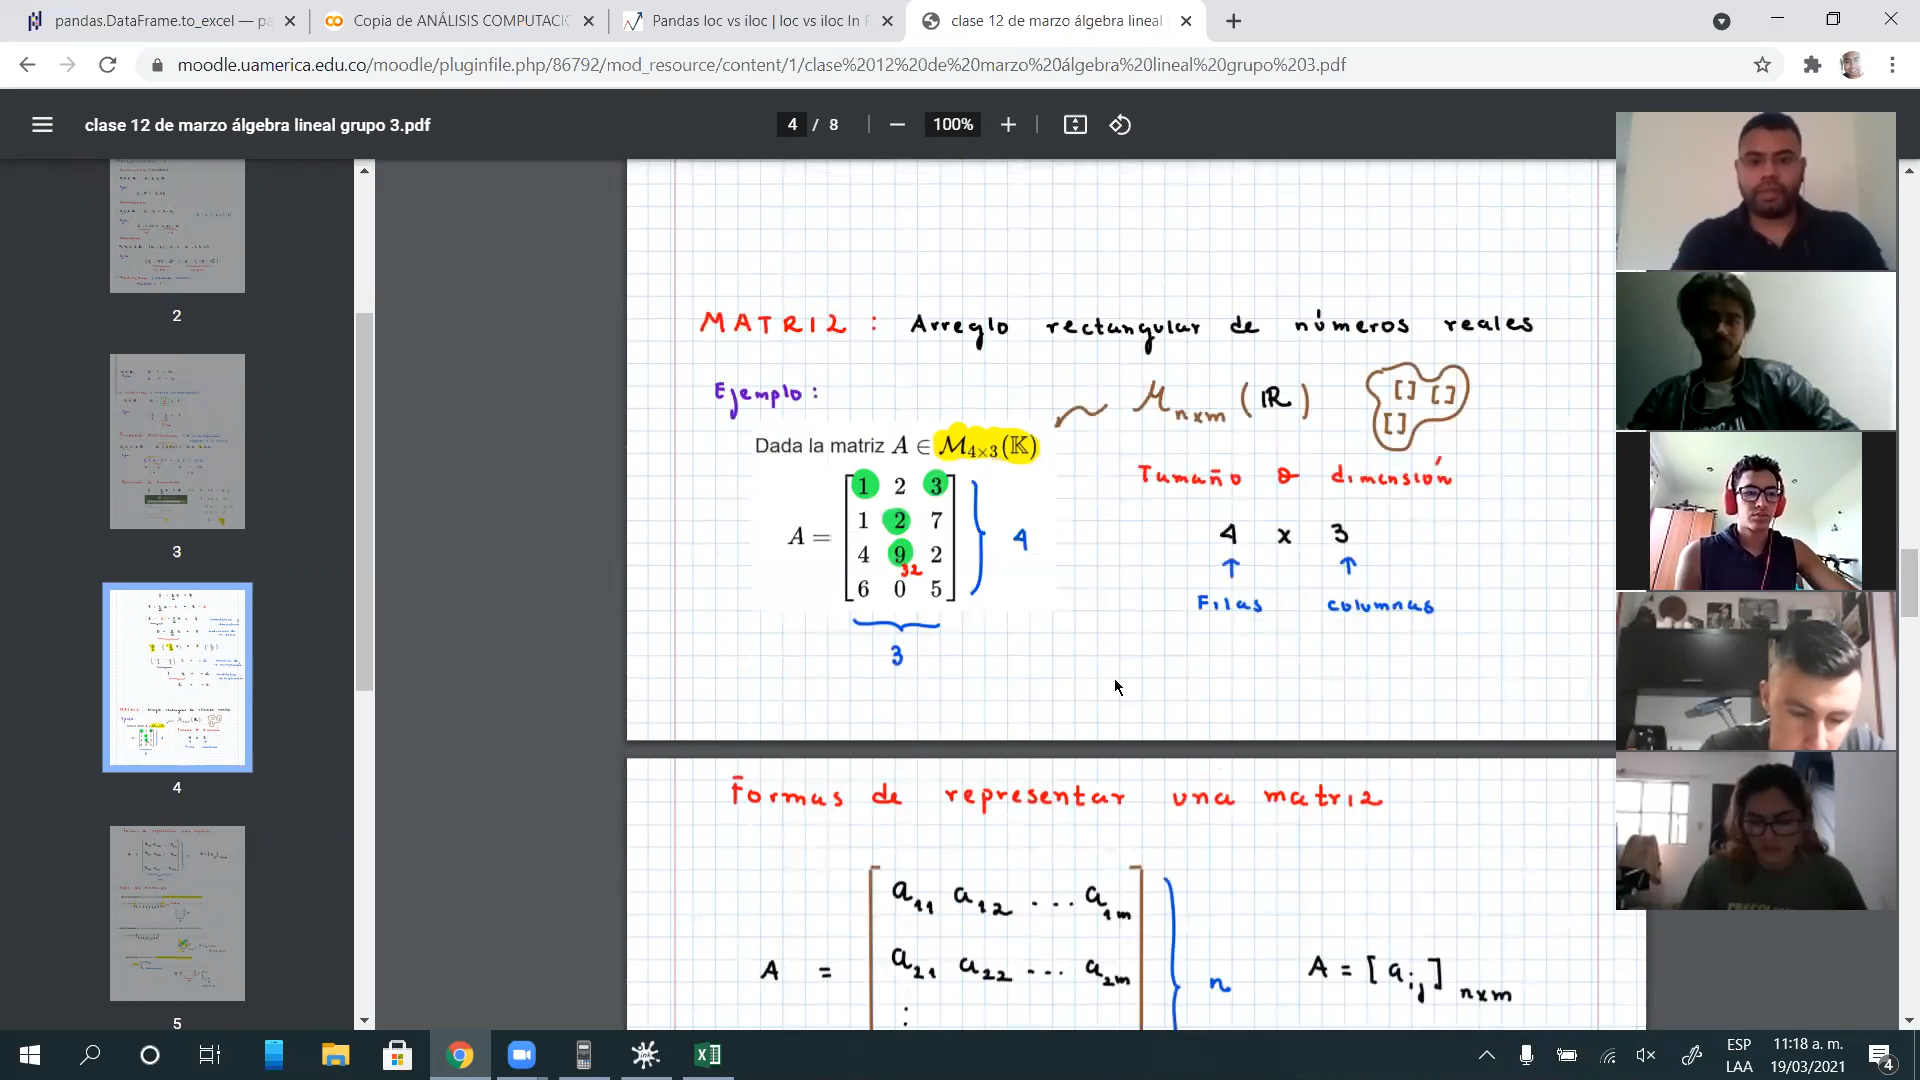 pandas.DataFrame.to_excel — pa
Copia de ANÁLISIS COMPUTACI
Pandas loc vs iloc | loc vs iloc In P
clase 12 de marzo álgebra lineal
moodle.uamerica.edu.co/moodle/pluginfile.php/86792/mod_resource/content/1/clase%2012%20de%20marzo%20álgebra%20lineal%20grupo%203.pdf
clase 12 de marzo álgebra lineal grupo 3.pdf
4 / 8
100%
2
3
4
5
MATRIZ : Arreglo rectangular de números reales
Ejemplo :
M nxm (ℝ)
[] [] []
Dada la matriz A ∈ M4×3(𝕂)
Tamaño o dimensión
A =
1 2 3
1 2 7
4 9 2
32
6 0 5
4
3
4 x 3
↑ ↑
Filas columnas
Formas de representar una matriz
a11 a12 ... a1m
A = a21 a22 ... a2m
⋮
n
A = [aij] nxm
ESP
LAA
11:18 a. m.
19/03/2021
4